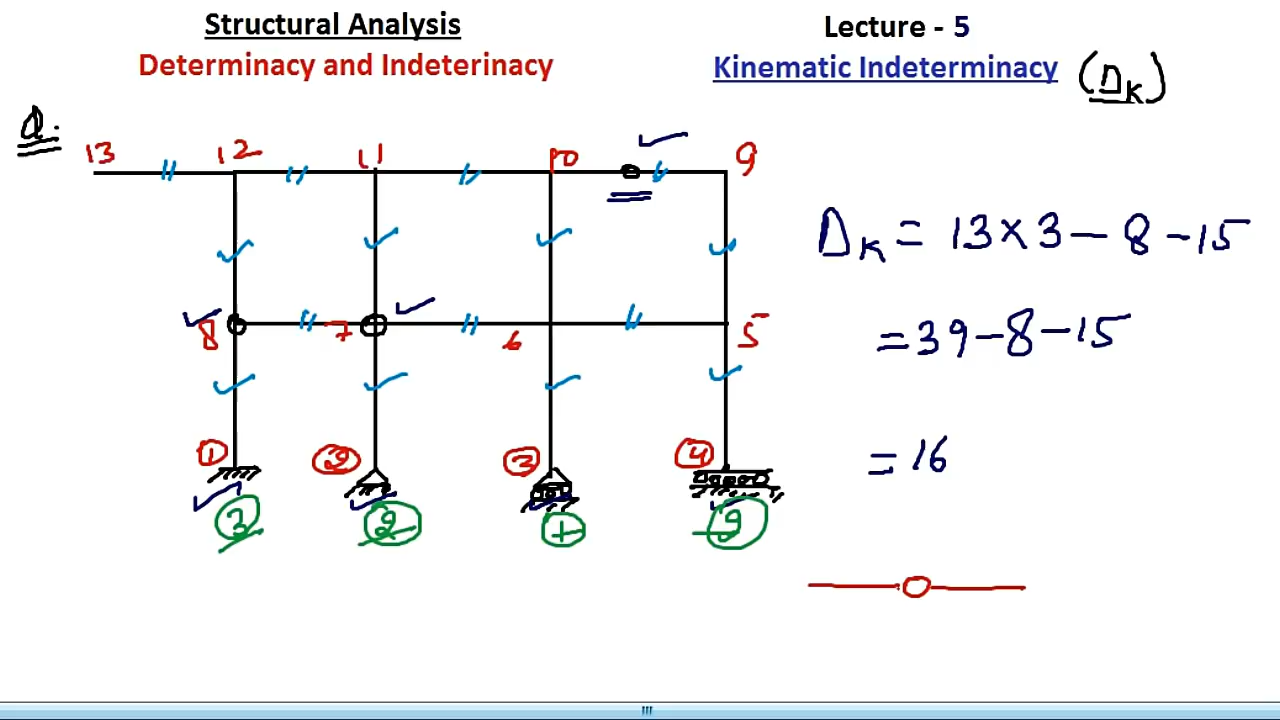 Structural Analysis
Determinacy and Indeterinacy
Lecture - 5
Kinematic Indeterminacy (Δk)
Q.
13 12 11 10 9
8 7 6 5
1 2 3 4
3 2 1 2
Δk = 13×3 - 8 - 15
= 39 - 8 - 15
= 16